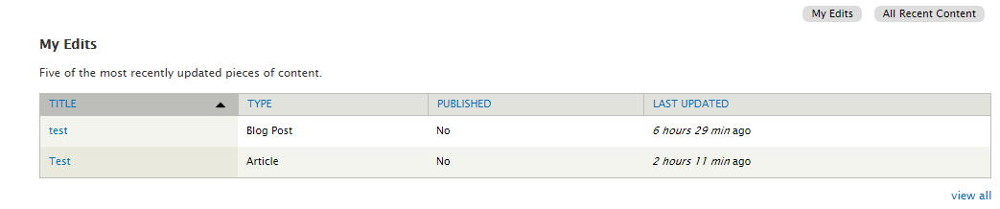 My Edits All Recent Content
My Edits
Five of the most recently updated pieces of content.
TITLE TYPE PUBLISHED LAST UPDATED
test Blog Post No 6 hours 29 min ago
Test Article No 2 hours 11 min ago
view all